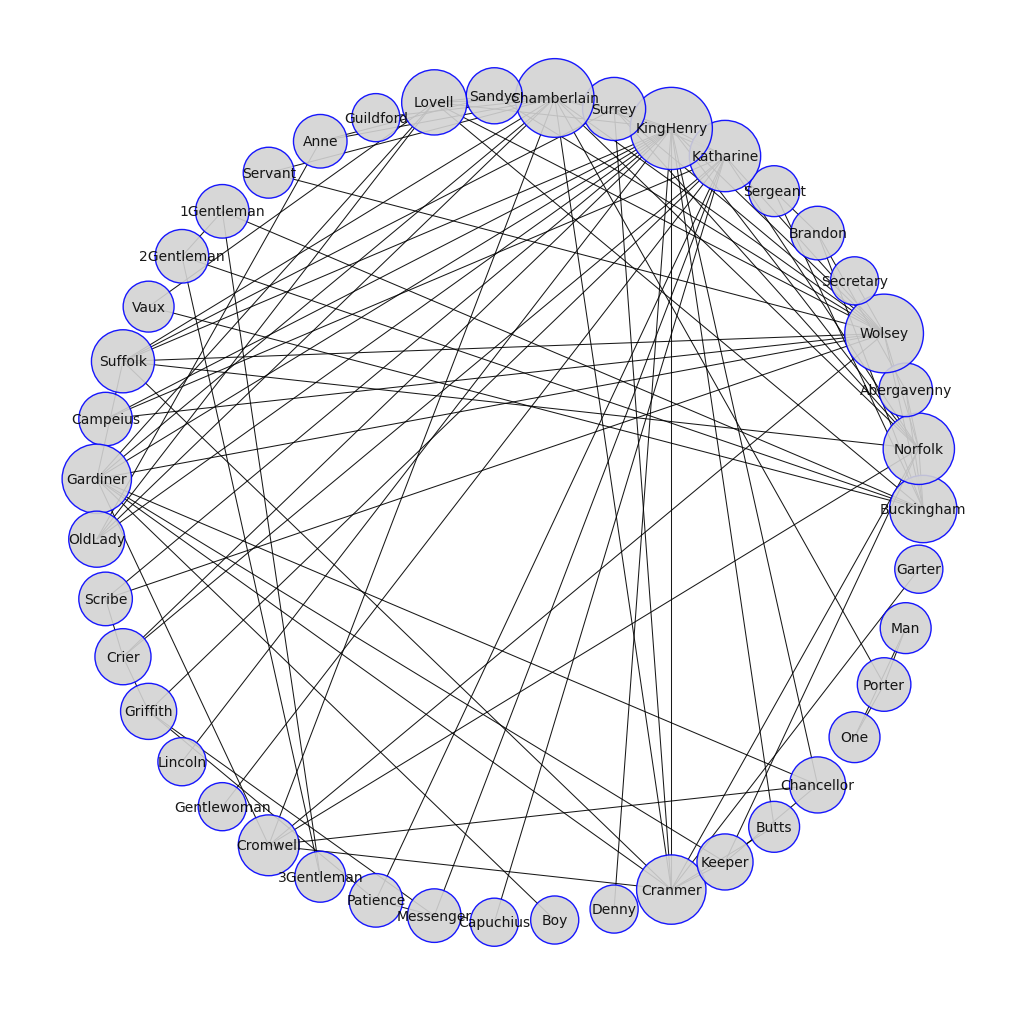 Chamberlain
Sandys
Lovell
Surrey
Guildford
KingHenry
Anne
Katharine
Servant
Sergeant
1Gentleman
Brandon
2Gentleman
Secretary
Vaux
Wolsey
Suffolk
Abergavenny
Campeius
Norfolk
Gardiner
Buckingham
OldLady
Garter
Scribe
Man
Crier
Porter
Griffith
One
Lincoln
Chancellor
Gentlewoman
Butts
Cromwell
Keeper
3Gentleman
Cranmer
Patience
Denny
Messenger
Boy
Capuchius